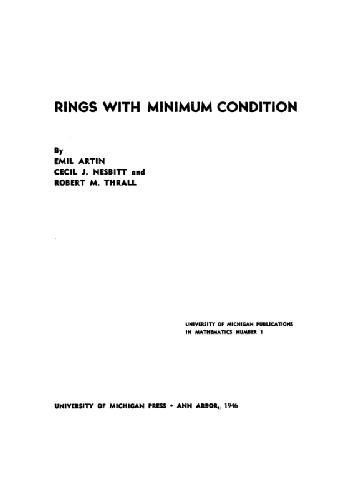 RINGS WITH MINIMUM CONDITION
By
EMIL ARTIN
CECIL J. NESBITT and
ROBERT M. THRALL
UNIVERSITY OF MICHIGAN PUBLICATIONS
IN MATHEMATICS NUMBER 1
UNIVERSITY OF MICHIGAN PRESS • ANN ARBOR, 1946